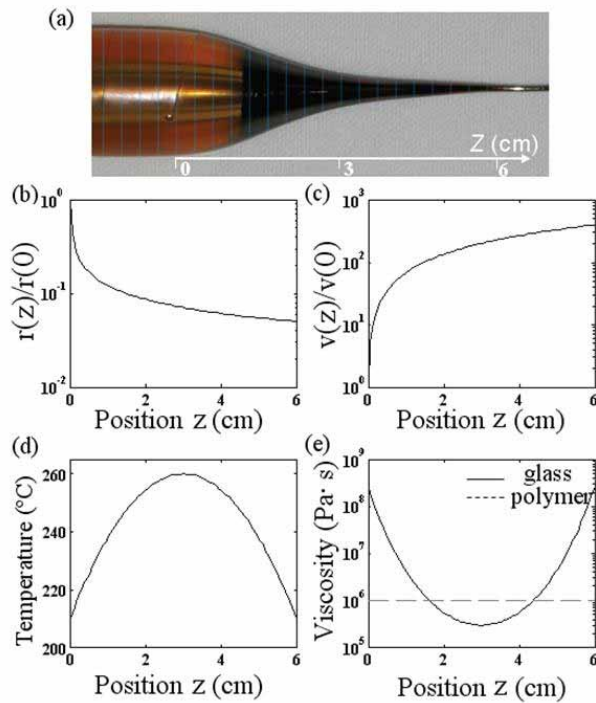 (a)
Z (cm)
0 3 6
(b)
10^0
10^-1
10^-2
r(z)/r(0)
0 2 4 6
Position z (cm)
(c)
10^3
10^2
10^1
10^0
v(z)/v(0)
0 2 4 6
Position z (cm)
(d)
260
240
220
200
Temperature (°C)
0 2 4 6
Position z (cm)
(e)
10^9
10^8
10^7
10^6
10^5
Viscosity (Pa· s)
glass
polymer
0 2 4 6
Position z (cm)